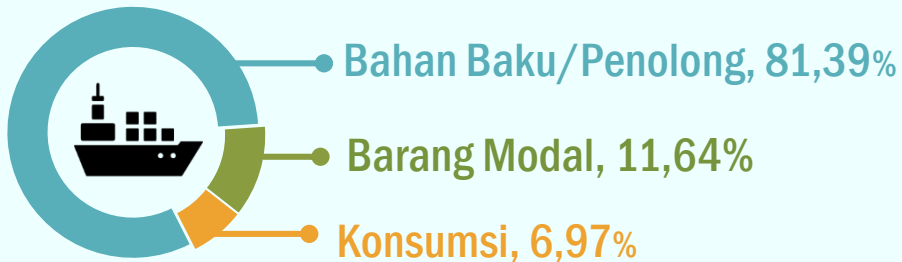 Bahan Baku/Penolong, 81,39%
Barang Modal, 11,64%
Konsumsi, 6,97%